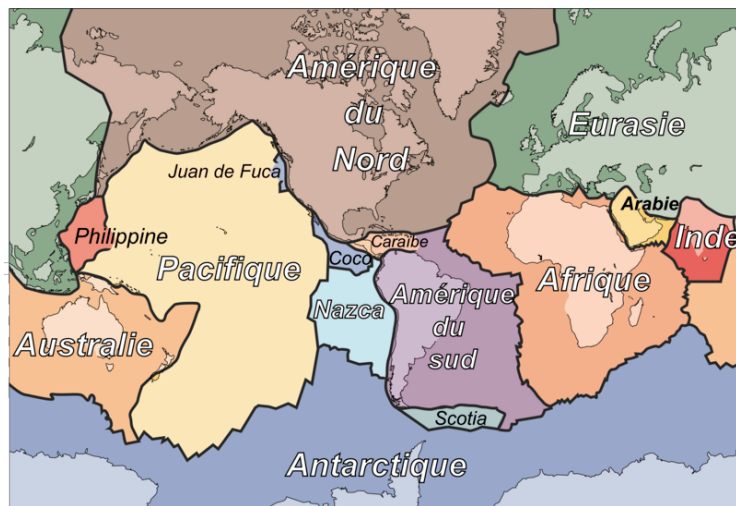 Amérique
du
Nord
Eurasie
Juan de Fuca
Arabie
Philippine
Inde
Pacifique
Caraïbe
Coco
Afrique
Nazca
Amérique
du
sud
Australie
Scotia
Antarctique